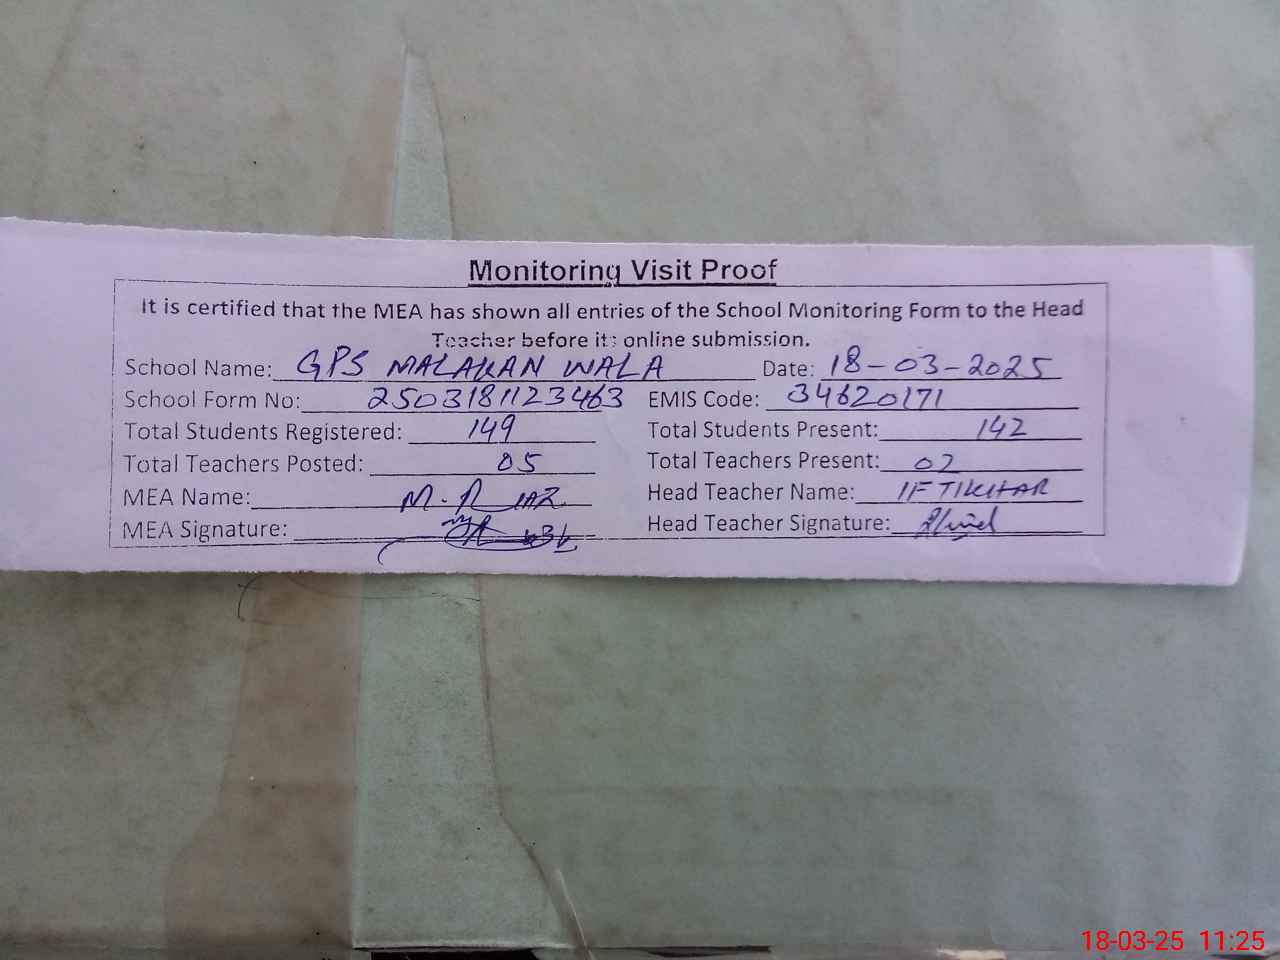 Monitoring Visit Proof
It is certified that the MEA has shown all entries of the School Monitoring Form to the Head
Teacher before its online submission.
School Name: GPS MALAKAN WALA Date: 18-03-2025
School Form No: 2503181123463 EMIS Code: 34620171
Total Students Registered: 149 Total Students Present: 142
Total Teachers Posted: 05 Total Teachers Present: 02
MEA Name: M. RIAZ Head Teacher Name: IFTIKHAR
MEA Signature: Head Teacher Signature:
18-03-25 11:25